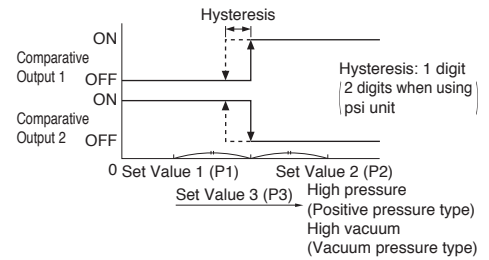 Hysteresis
ON
Comparative
Output 1
OFF
Hysteresis: 1 digit
(2 digits when using
psi unit)
ON
Comparative
Output 2
OFF
0 Set Value 1 (P1) Set Value 2 (P2)
Set Value 3 (P3)
High pressure
(Positive pressure type)
High vacuum
(Vacuum pressure type)